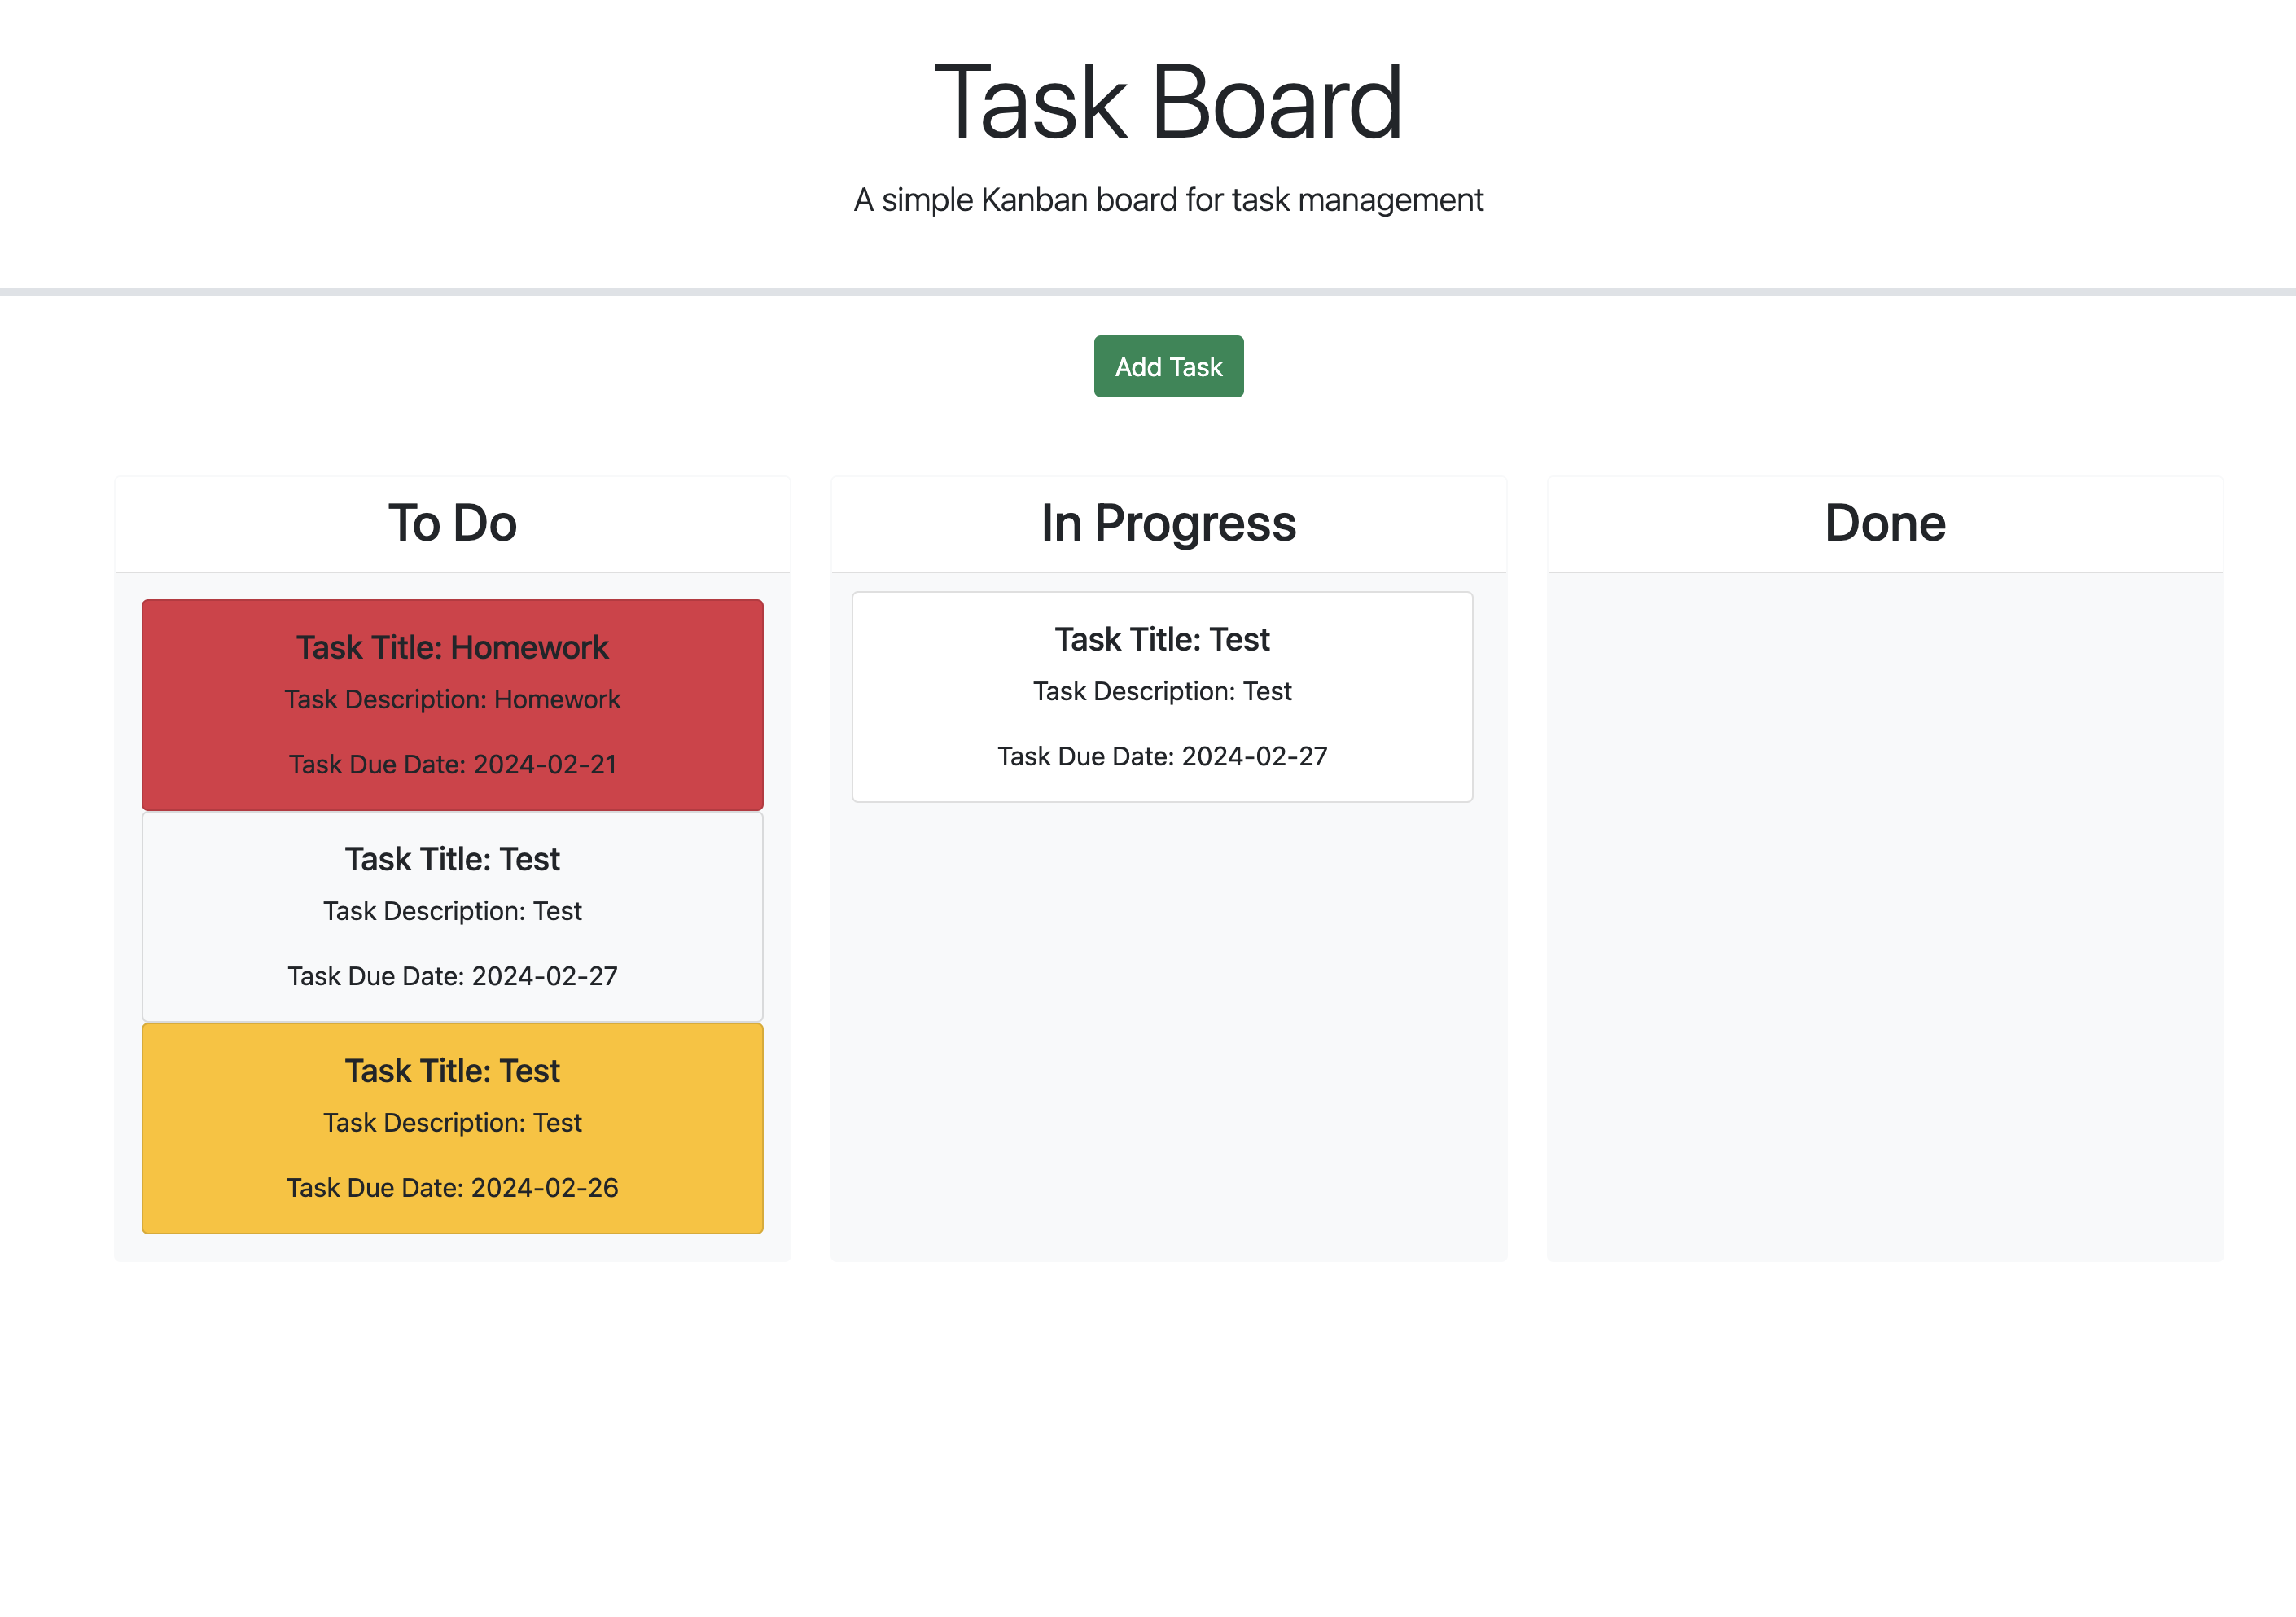 Task Board
A simple Kanban board for task management
Add Task
To Do
Task Title: Homework
Task Description: Homework
Task Due Date: 2024-02-21
Task Title: Test
Task Description: Test
Task Due Date: 2024-02-27
Task Title: Test
Task Description: Test
Task Due Date: 2024-02-26
In Progress
Task Title: Test
Task Description: Test
Task Due Date: 2024-02-27
Done